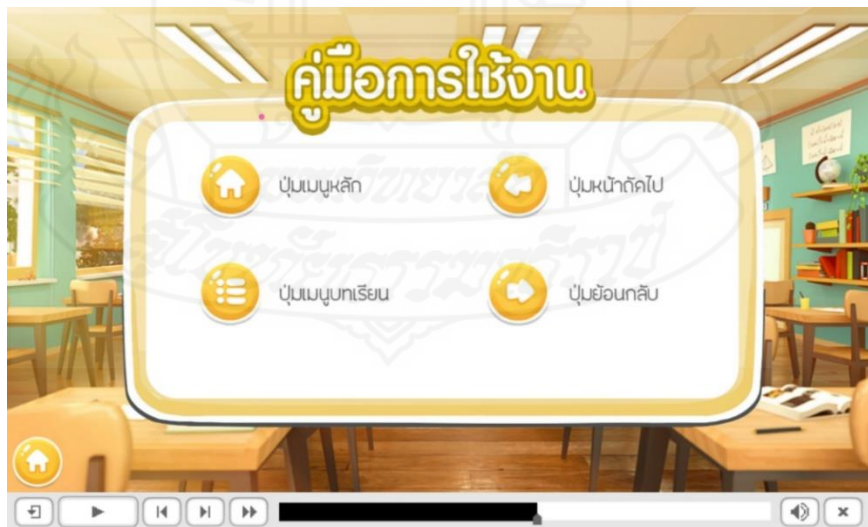 คู่มือการใช้งาน
ปุ่มเมนูหลัก
ปุ่มหน้าถัดไป
ปุ่มเมนูบทเรียน
ปุ่มย้อนกลับ